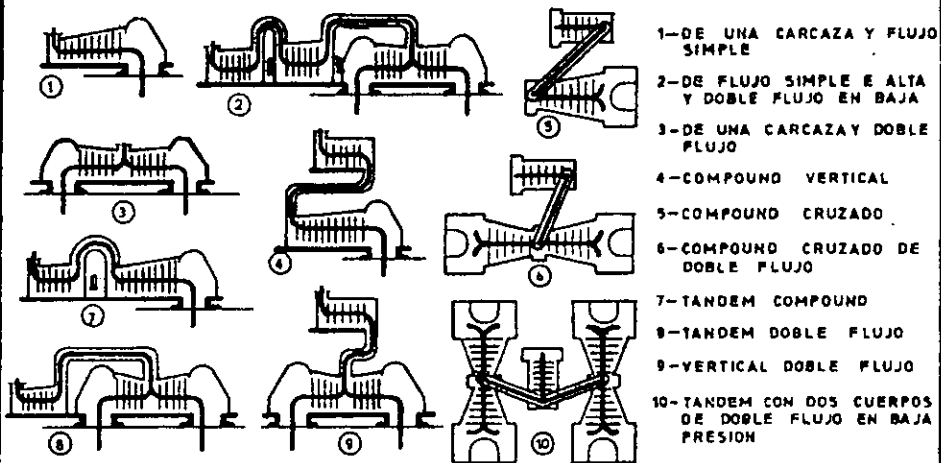 1
2
3
4
5
6
7
8
9
10
1-DE UNA CARCAZA Y FLUJO
SIMPLE
2-DE FLUJO SIMPLE E ALTA
Y DOBLE FLUJO EN BAJA
3-DE UNA CARCAZA Y DOBLE
FLUJO
4-COMPOUND VERTICAL
5-COMPOUND CRUZADO
6-COMPOUND CRUZADO DE
DOBLE FLUJO
7-TANDEM COMPOUND
8-TANDEM DOBLE FLUJO
9-VERTICAL DOBLE FLUJO
10-TANDEM CON DOS CUERPOS
DE DOBLE FLUJO EN BAJA
PRESION